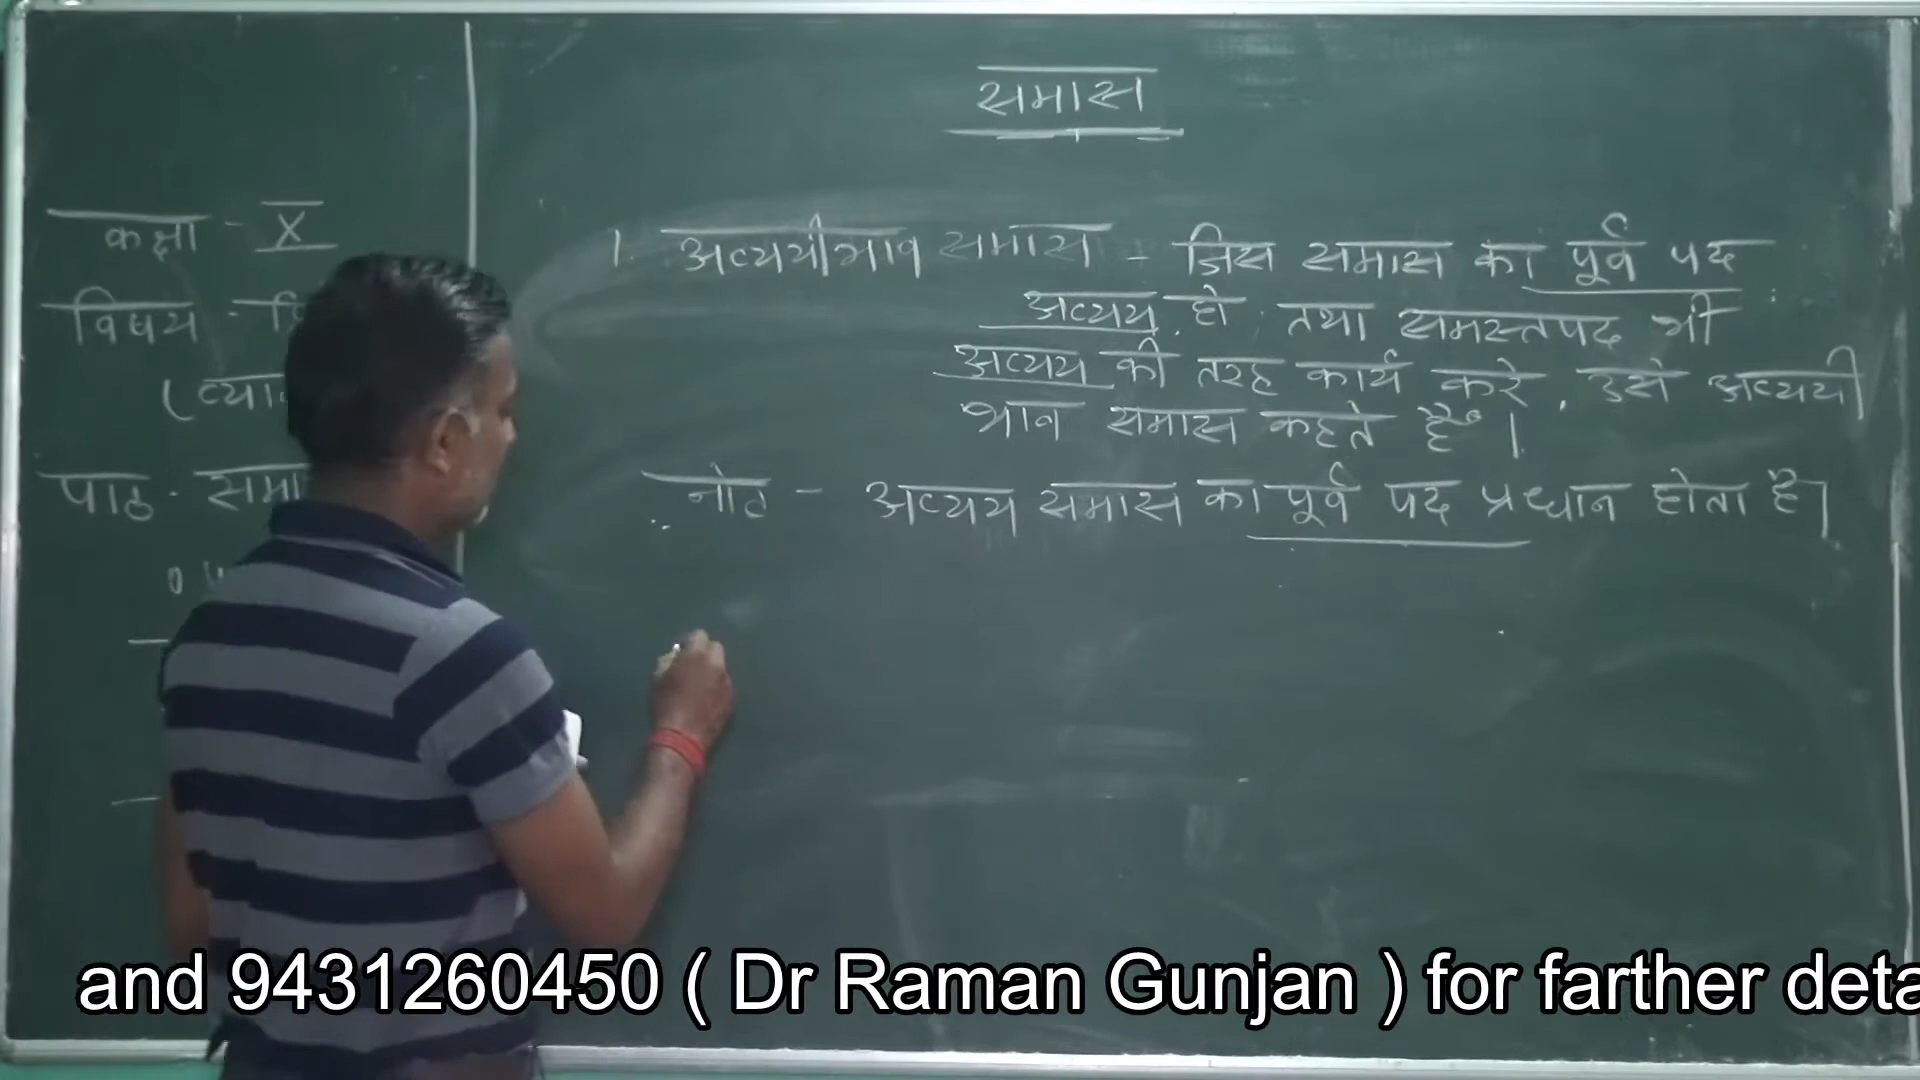 समास
कक्षा - X
विषय -
पाठ -
1. अव्ययीभाव समास - जिस समास का पूर्व पद
अव्यय हो, तथा समस्तपद भी
अव्यय की तरह कार्य करे, उसे अव्ययी
भाव समास कहते हैं।
नोट - अव्यय समास का पूर्व पद प्रधान होता है।
and 9431260450 ( Dr Raman Gunjan ) for farther deta